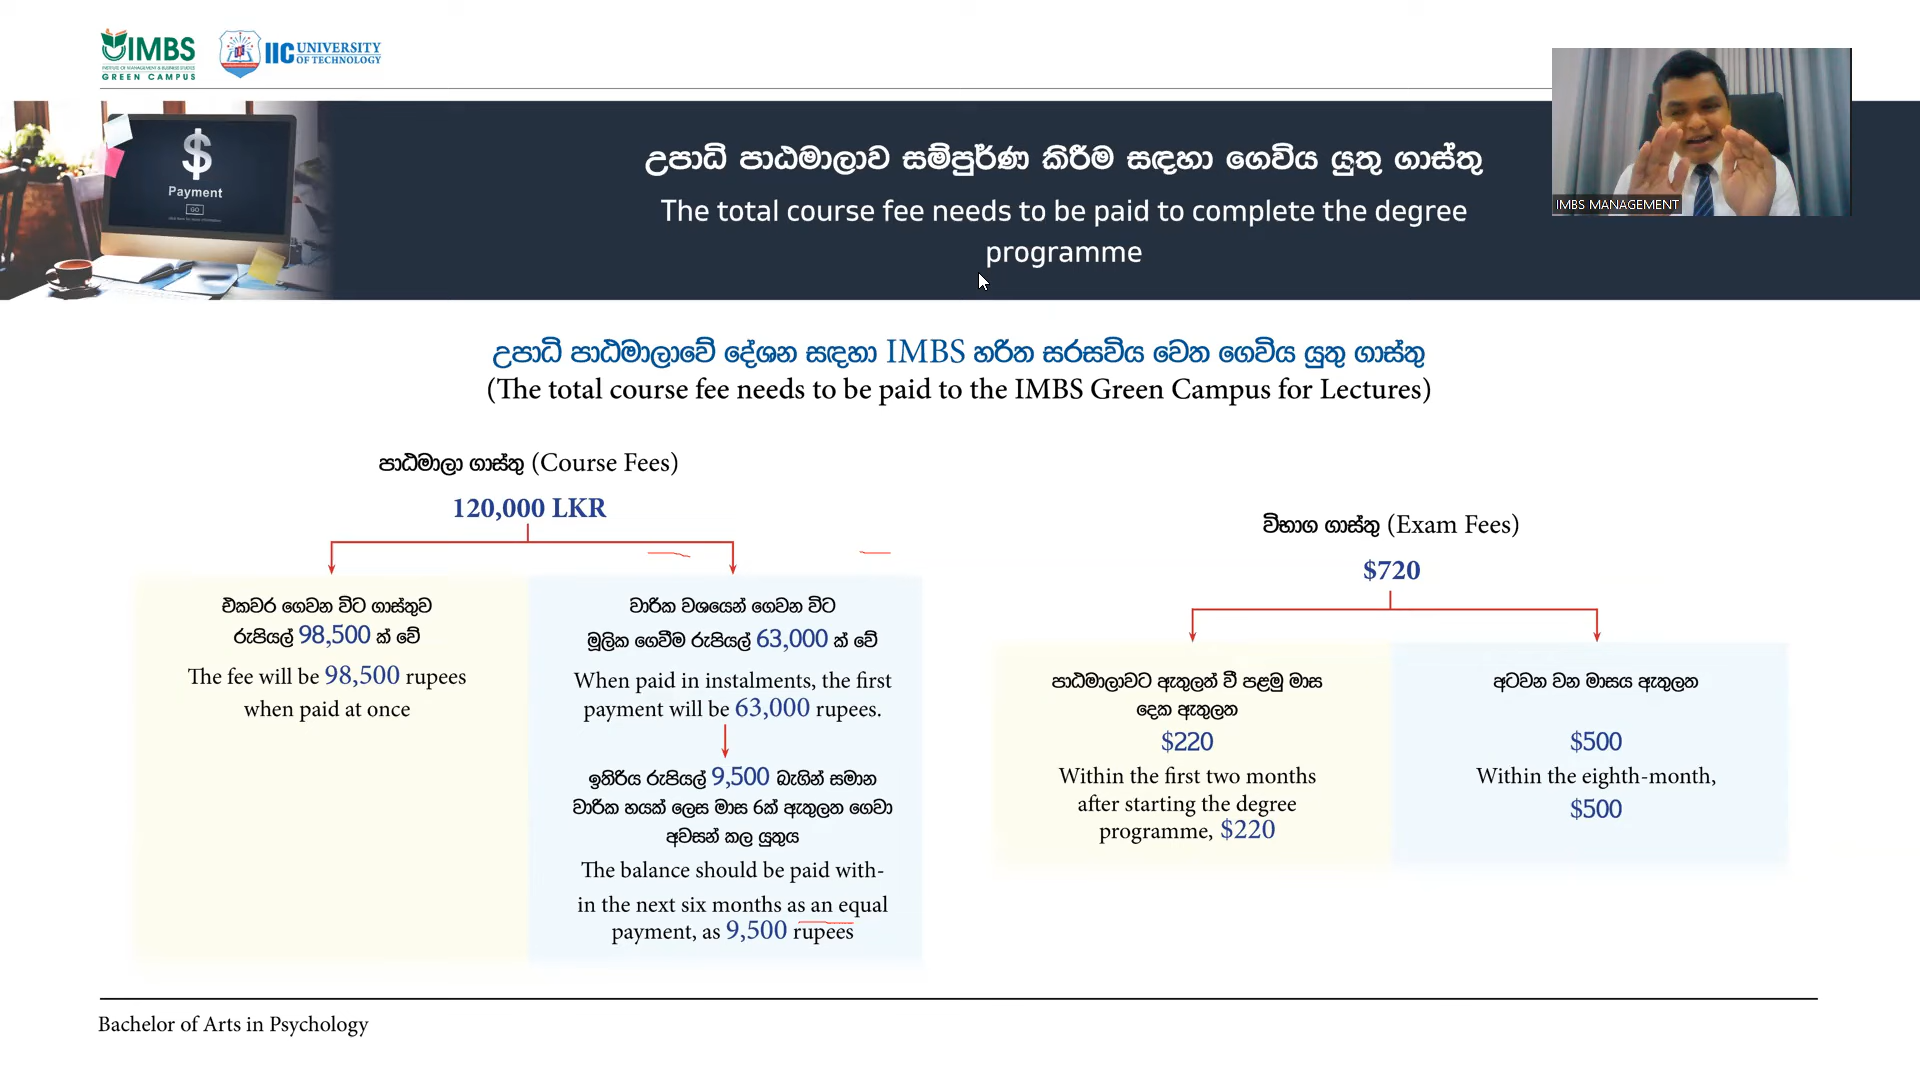 IMBS
GREEN CAMPUS
IIC UNIVERSITY
OF TECHNOLOGY
$
Payment
GO
IMBS MANAGEMENT
උපාධි පාඨමාලාව සම්පුර්ණ කිරීම සඳහා ගෙවිය යුතු ගාස්තු
The total course fee needs to be paid to complete the degree
programme
උපාධි පාඨමාලාවේ දේශන සඳහා IMBS හරිත සරසවිය වෙත ගෙවිය යුතු ගාස්තු
(The total course fee needs to be paid to the IMBS Green Campus for Lectures)
පාඨමාලා ගාස්තු (Course Fees)
120,000 LKR
එකවර ගෙවන විට ගාස්තුව
රුපියල් 98,500 ක් වේ
The fee will be 98,500 rupees
when paid at once
වාරික වශයෙන් ගෙවන විට
මූලික ගෙවීම රුපියල් 63,000 ක් වේ
When paid in instalments, the first
payment will be 63,000 rupees.
ඉතිරිය රුපියල් 9,500 බැගින් සමාන
වාරික හයක් ලෙස මාස 6ක් ඇතුලත ගෙවා
අවසන් කල යුතුය
The balance should be paid with-
in the next six months as an equal
payment, as 9,500 rupees
විභාග ගාස්තු (Exam Fees)
$720
පාඨමාලාවට ඇතුලත් වී පළමු මාස
දෙක ඇතුලත
$220
Within the first two months
after starting the degree
programme, $220
අටවන වන මාසය ඇතුලත
$500
Within the eighth-month,
$500
Bachelor of Arts in Psychology